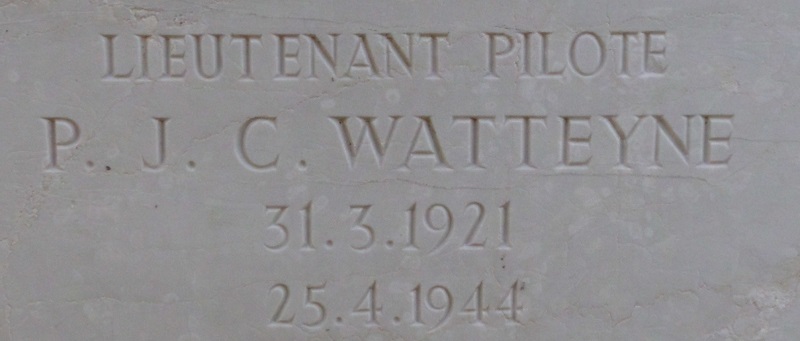 LIEUTENANT PILOTE
P. J. C. WATTEYNE
31.3.1921
25.4.1944